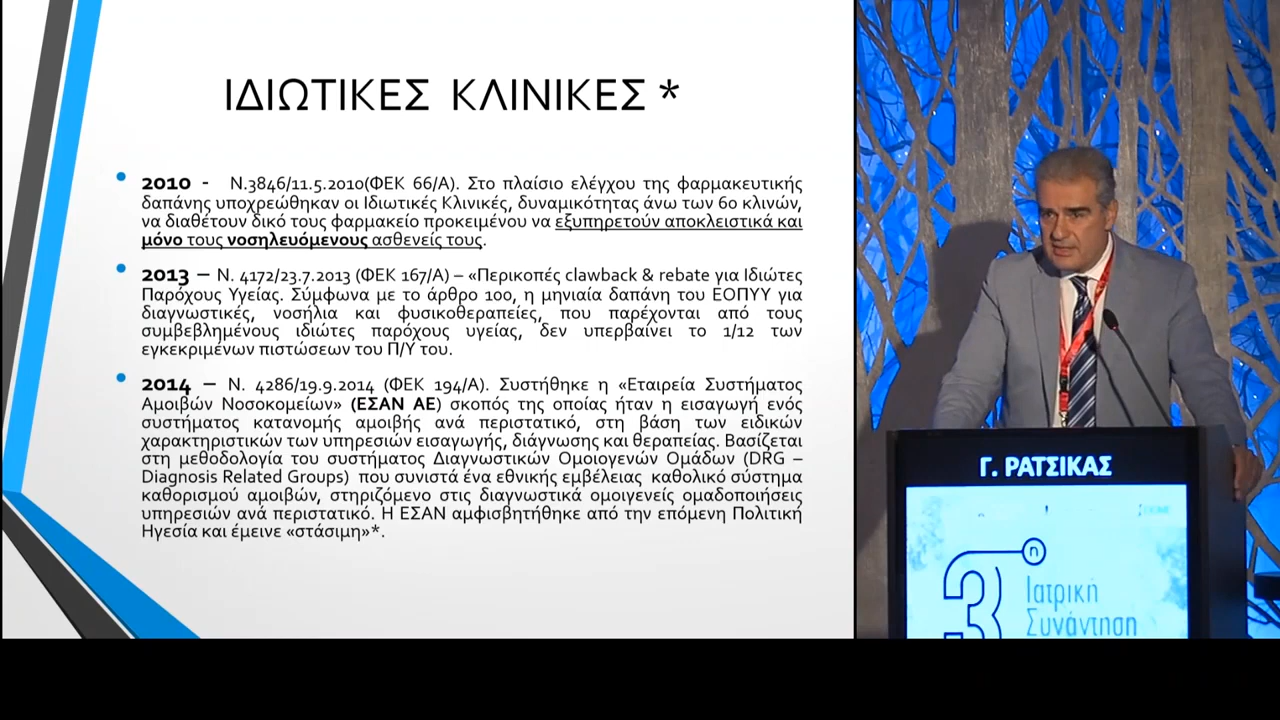 ΙΔΙΩΤΙΚΕΣ ΚΛΙΝΙΚΕΣ *
• 2010 - Ν.3846/11.5.2010(ΦΕΚ 66/Α). Στο πλαίσιο ελέγχου της φαρμακευτικής
δαπάνης υποχρεώθηκαν οι Ιδιωτικές Κλινικές, δυναμικότητας άνω των 60 κλινών,
να διαθέτουν δικό τους φαρμακείο προκειμένου να εξυπηρετούν αποκλειστικά και
μόνο τους νοσηλευόμενους ασθενείς τους.
• 2013 – Ν. 4172/23.7.2013 (ΦΕΚ 167/Α) – «Περικοπές clawback & rebate για Ιδιώτες
Παρόχους Υγείας. Σύμφωνα με το άρθρο 100, η μηνιαία δαπάνη του ΕΟΠΥΥ για
διαγνωστικές, νοσήλια και φυσικοθεραπείες, που παρέχονται από τους
συμβεβλημένους ιδιώτες παρόχους υγείας, δεν υπερβαίνει το 1/12 των
εγκεκριμένων πιστώσεων του Π/Υ του.
• 2014 – Ν. 4286/19.9.2014 (ΦΕΚ 194/Α). Συστήθηκε η «Εταιρεία Συστήματος
Αμοιβών Νοσοκομείων» (ΕΣΑΝ ΑΕ) σκοπός της οποίας ήταν η εισαγωγή ενός
συστήματος κατανομής αμοιβής ανά περιστατικό, στη βάση των ειδικών
χαρακτηριστικών των υπηρεσιών εισαγωγής, διάγνωσης και θεραπείας. Βασίζεται
στη μεθοδολογία του συστήματος Διαγνωστικών Ομοιογενών Ομάδων (DRG –
Diagnosis Related Groups) που συνιστά ένα εθνικής εμβέλειας καθολικό σύστημα
καθορισμού αμοιβών, στηριζόμενο στις διαγνωστικά ομοιγενείς ομαδοποιήσεις
υπηρεσιών ανά περιστατικό. Η ΕΣΑΝ αμφισβητήθηκε από την επόμενη Πολιτική
Ηγεσία και έμεινε «στάσιμη»*.
Γ. ΡΑΤΣΙΚΑΣ
3η
Ιατρική
Συνάντηση